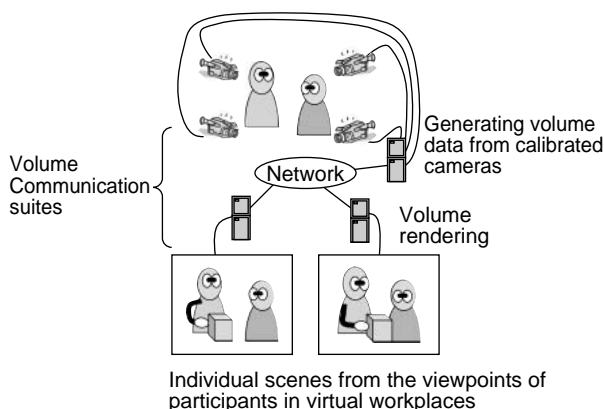 Generating volume
data from calibrated
cameras
Volume
Communication
suites
Network
Volume
rendering
Individual scenes from the viewpoints of
participants in virtual workplaces